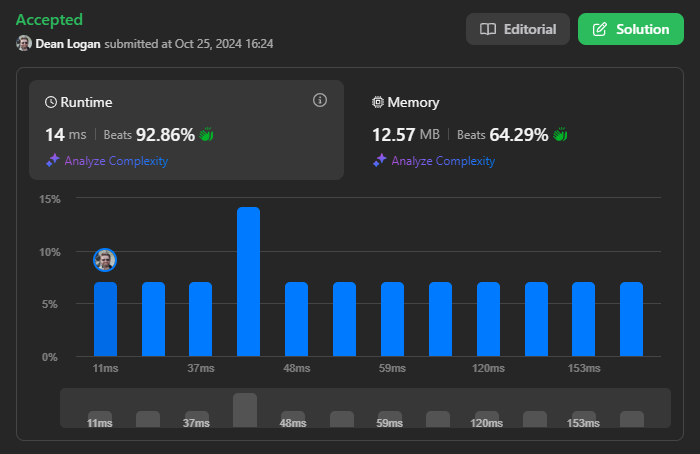 Accepted
Dean Logan submitted at Oct 25, 2024 16:24
Editorial
Solution
Runtime
14 ms | Beats 92.86%
Analyze Complexity
Memory
12.57 MB | Beats 64.29%
Analyze Complexity
15%
10%
5%
0%
11ms 37ms 48ms 59ms 120ms 153ms
11ms 37ms 48ms 59ms 120ms 153ms